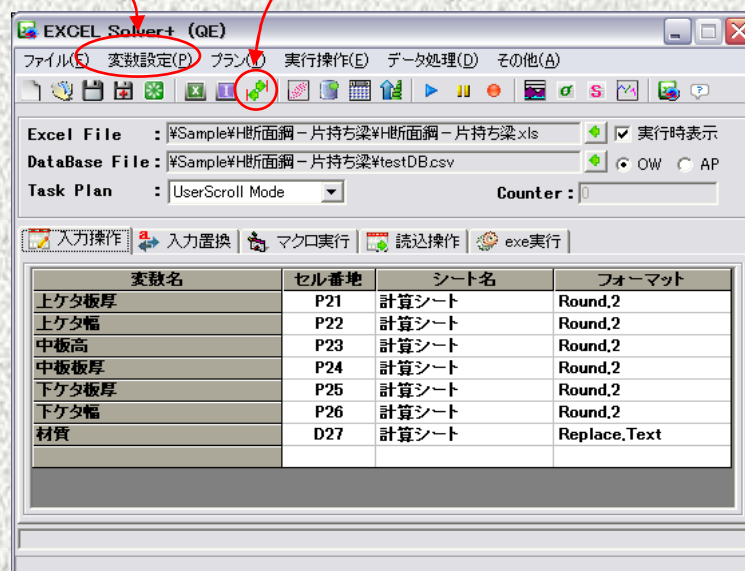 EXCEL Solver+ (QE)
ファイル(F) 変数設定(P) プラン(T) 実行操作(E) データ処理(D) その他(A)
Excel File : ¥Sample¥H断面鋼－片持ち梁¥H断面鋼－片持ち梁.xls 実行時表示
DataBase File : ¥Sample¥H断面鋼－片持ち梁¥testDB.csv OW AP
Task Plan : UserScroll Mode Counter : 0
入力操作 入力置換 マクロ実行 読込操作 exe実行
変数名 セル番地 シート名 フォーマット
上ケタ板厚 P21 計算シート Round,2
上ケタ幅 P22 計算シート Round,2
中板高 P23 計算シート Round,2
中板板厚 P24 計算シート Round,2
下ケタ板厚 P25 計算シート Round,2
下ケタ幅 P26 計算シート Round,2
材質 D27 計算シート Replace,Text